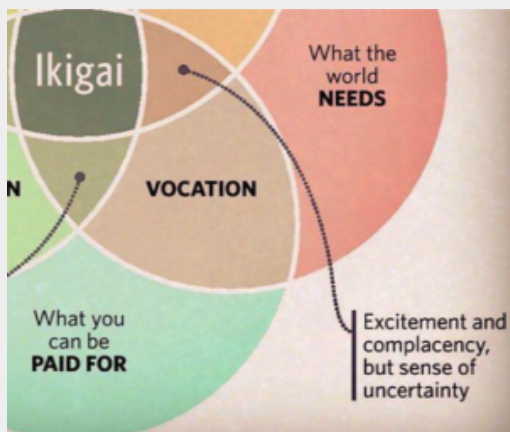 Ikigai
What the
world
NEEDS
N
VOCATION
What you
can be
PAID FOR
Excitement and
complacency,
but sense of
uncertainty